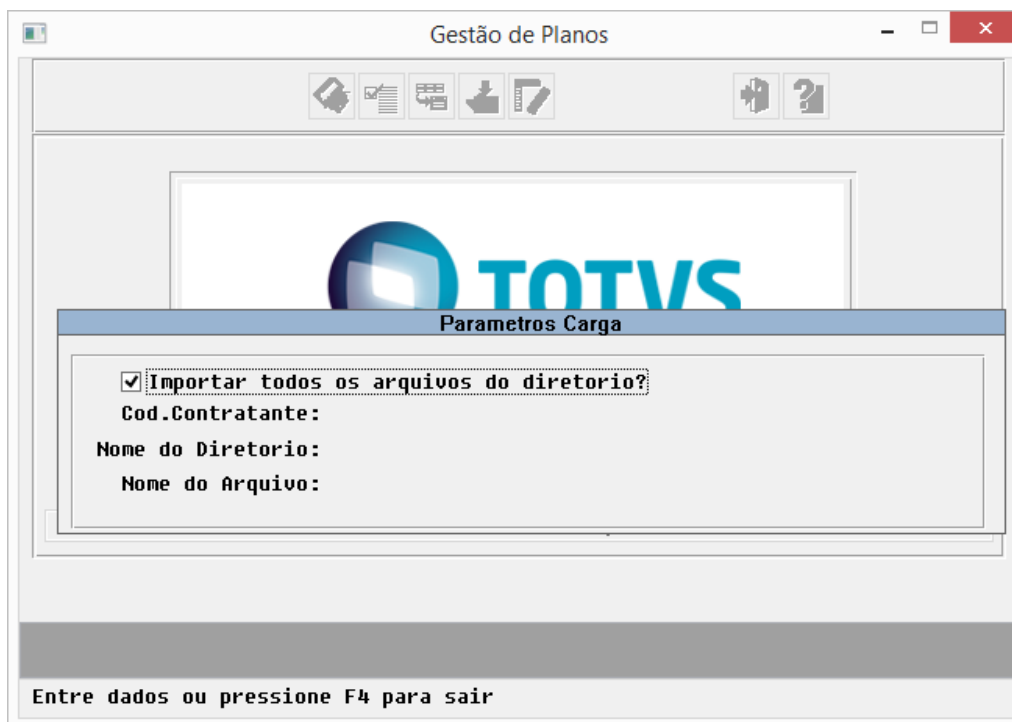 Gestão de Planos
TOTVS
Parametros Carga
Importar todos os arquivos do diretorio?
Cod.Contratante:
Nome do Diretorio:
Nome do Arquivo:
Entre dados ou pressione F4 para sair